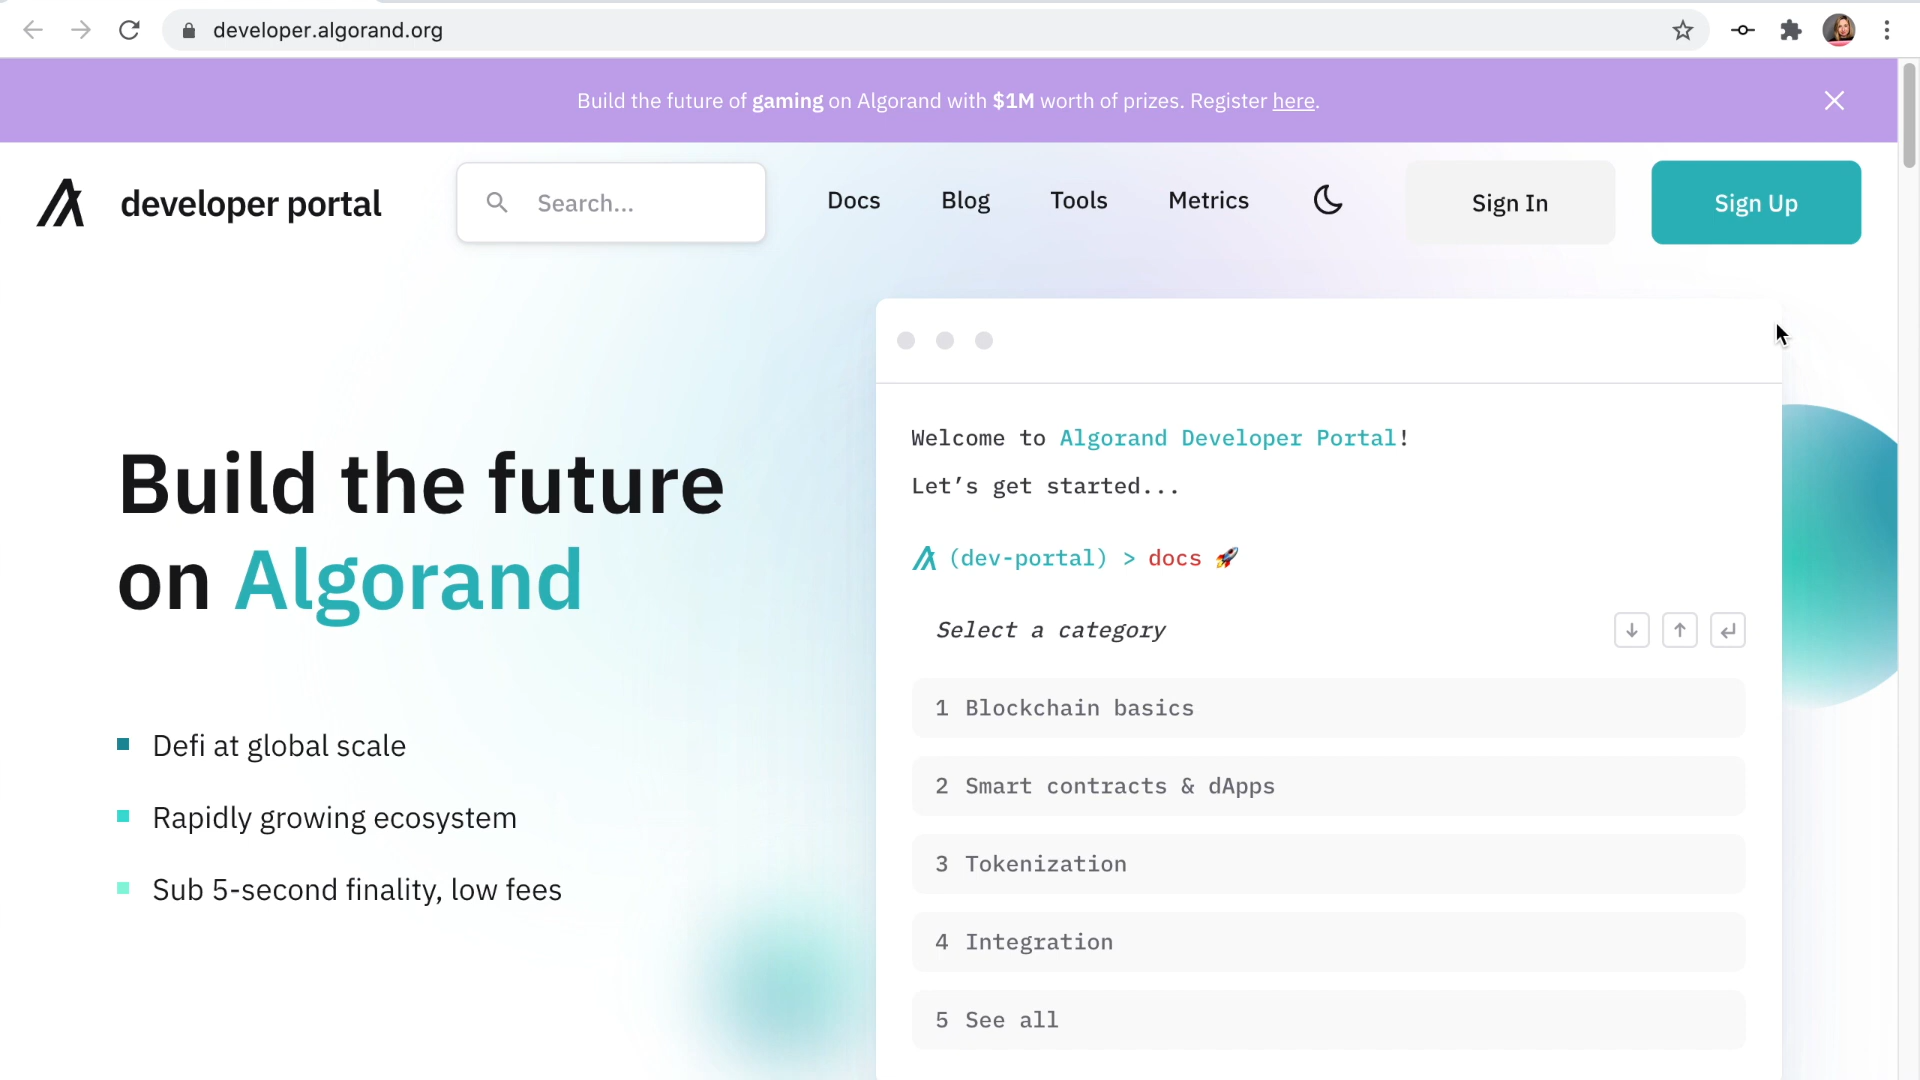 developer.algorand.org
Build the future of gaming on Algorand with $1M worth of prizes. Register here.
developer portal
Search...
Docs
Blog
Tools
Metrics
Sign In
Sign Up
Build the future
on Algorand
Defi at global scale
Rapidly growing ecosystem
Sub 5-second finality, low fees
Welcome to Algorand Developer Portal!
Let’s get started...
(dev-portal) > docs 🚀
Select a category
1 Blockchain basics
2 Smart contracts & dApps
3 Tokenization
4 Integration
5 See all